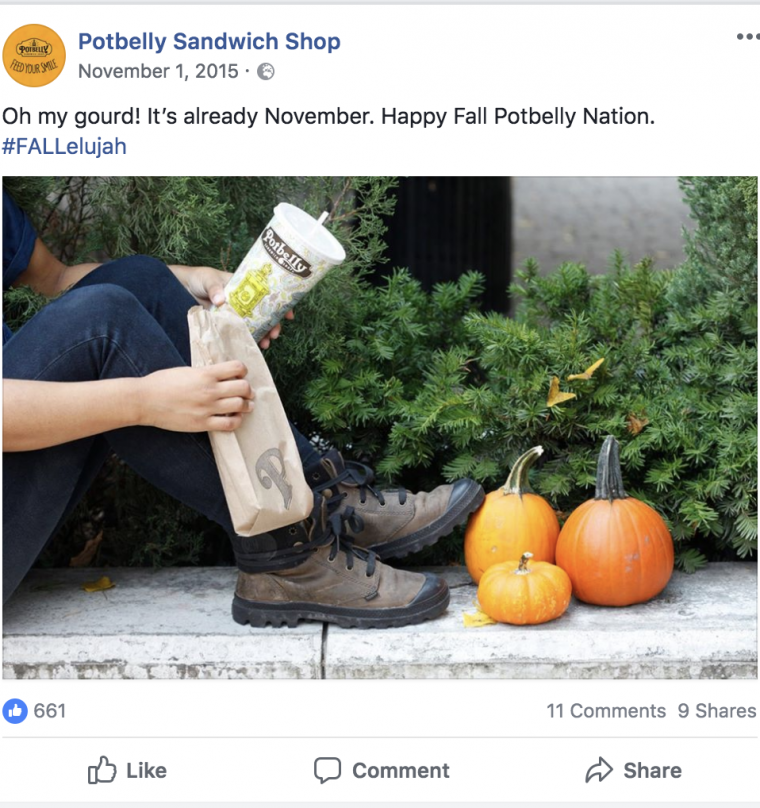 POTBELLY
FEED YOUR SMILE
Potbelly Sandwich Shop
November 1, 2015 ·
Oh my gourd! It's already November. Happy Fall Potbelly Nation.
#FALLelujah
Potbelly
P
661
11 Comments 9 Shares
Like
Comment
Share